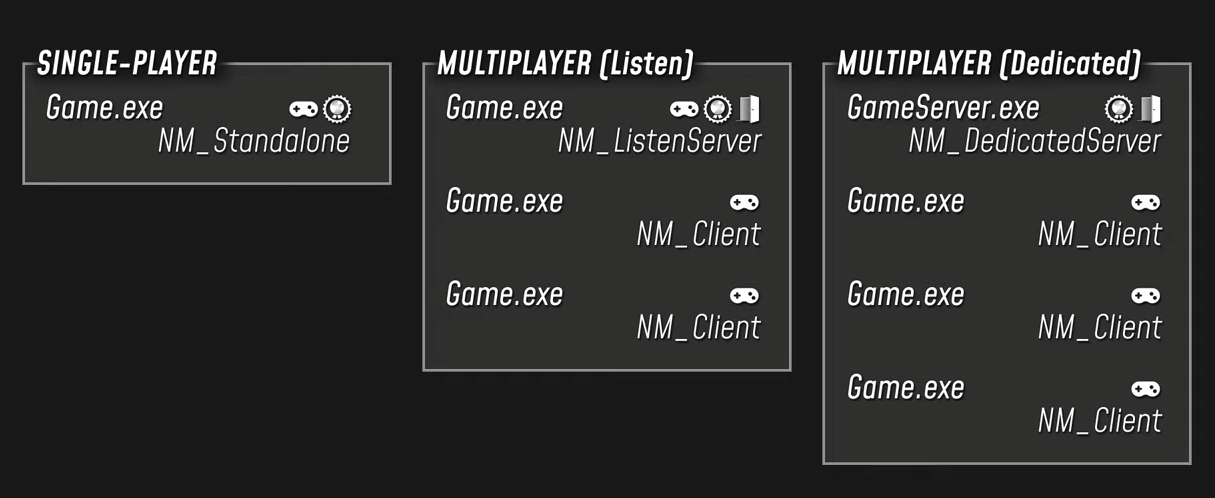 SINGLE-PLAYER
Game.exe
NM_Standalone
MULTIPLAYER (Listen)
Game.exe
NM_ListenServer
Game.exe
NM_Client
Game.exe
NM_Client
MULTIPLAYER (Dedicated)
GameServer.exe
NM_DedicatedServer
Game.exe
NM_Client
Game.exe
NM_Client
Game.exe
NM_Client